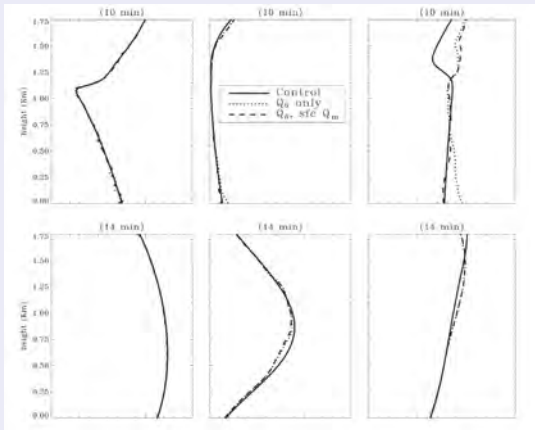 (10 min)
(10 min)
(10 min)
1.75
1.50
1.25
1.00
0.75
0.50
0.25
0.00
Height (Km)
Control
Qθ only
Qθ, sfc Qm
(14 min)
(14 min)
(14 min)
1.75
1.50
1.25
1.00
0.75
0.50
0.25
0.00
Height (Km)